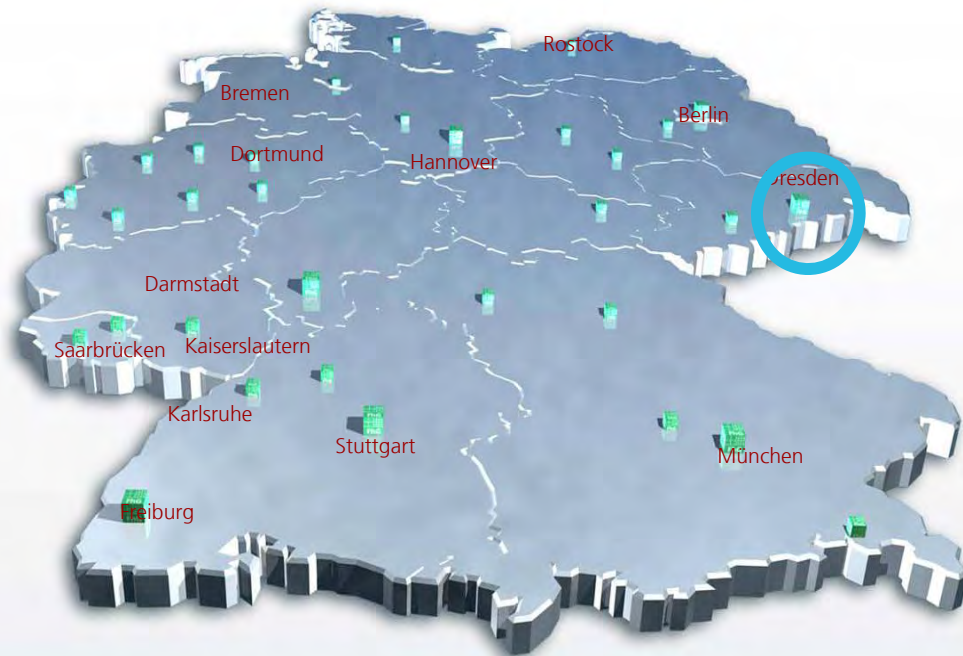 Rostock
Bremen
Berlin
Dortmund
Hannover
Dresden
Darmstadt
Saarbrücken
Kaiserslautern
Karlsruhe
Stuttgart
München
Freiburg